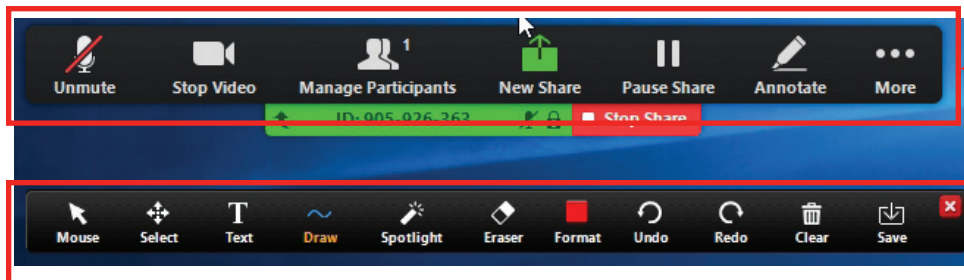 1
Unmute Stop Video Manage Participants New Share Pause Share Annotate More
ID: 905-926-363 Stop Share
Mouse Select Text Draw Spotlight Eraser Format Undo Redo Clear Save